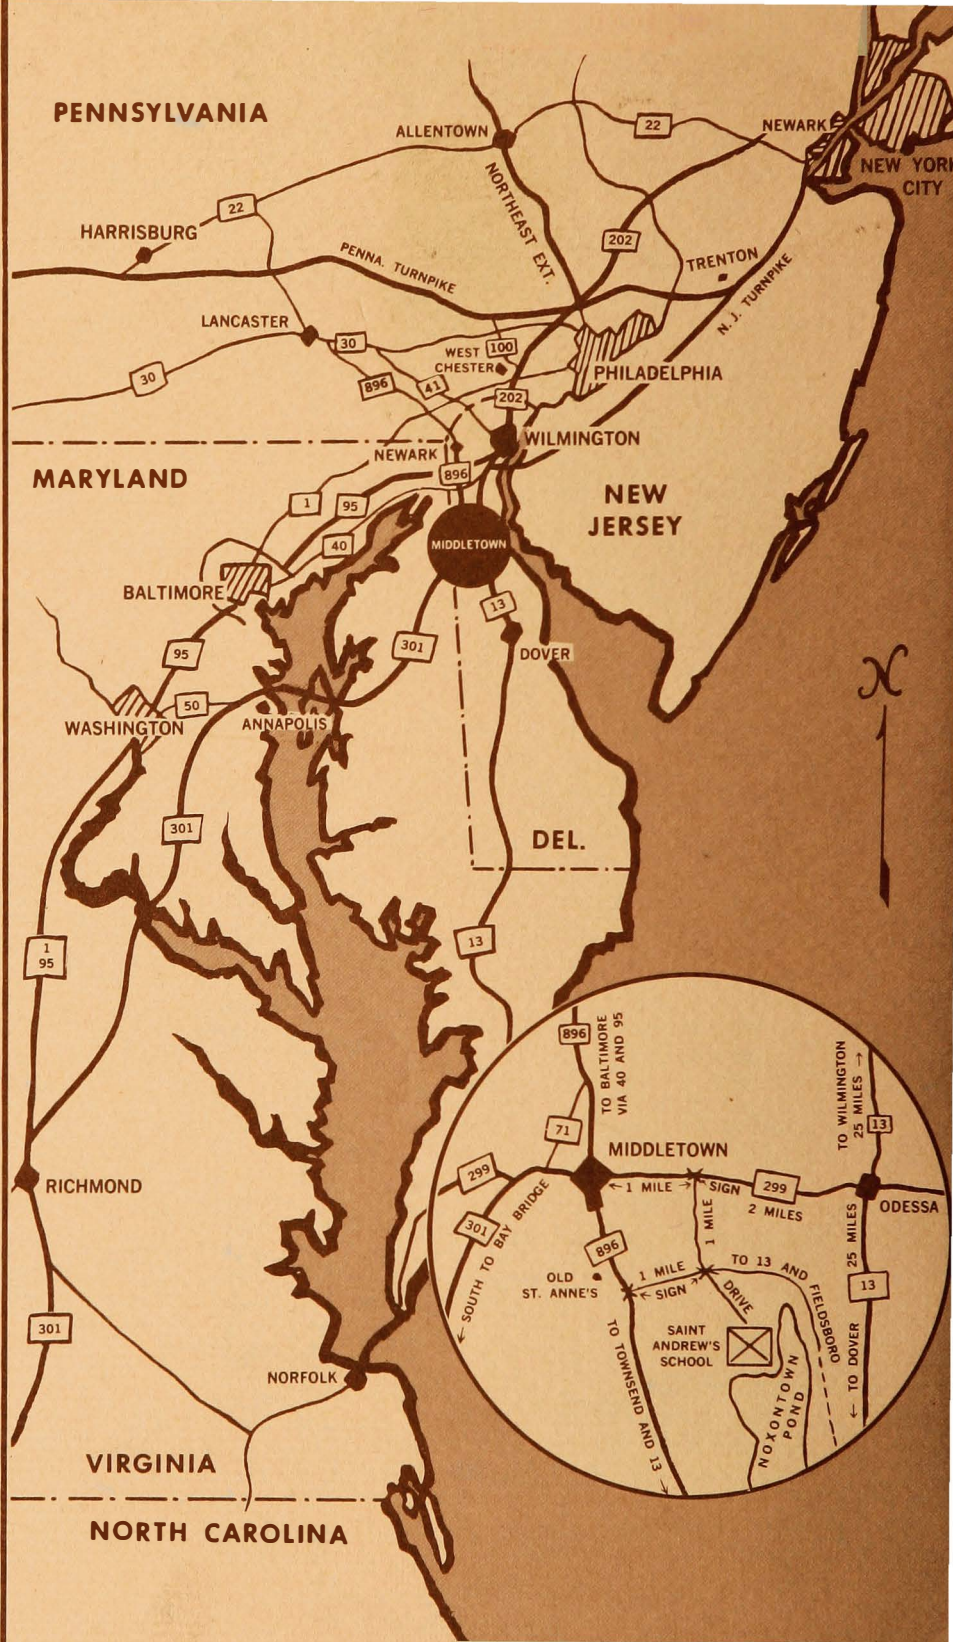 PENNSYLVANIA
ALLENTOWN
22
NEWARK
NEW YORK
CITY
NORTHEAST EXT.
22
HARRISBURG
202
PENNA. TURNPIKE
TRENTON
N. J. TURNPIKE
LANCASTER
30
WEST
CHESTER
100
30
896
41
PHILADELPHIA
202
WILMINGTON
NEWARK
MARYLAND
896
NEW
JERSEY
1
95
40
MIDDLETOWN
BALTIMORE
13
301
DOVER
95
N
50
WASHINGTON
ANNAPOLIS
301
DEL.
13
1
95
RICHMOND
301
NORFOLK
VIRGINIA
NORTH CAROLINA
896
TO BALTIMORE
VIA 40 AND 95
TO WILMINGTON
25 MILES →
13
71
MIDDLETOWN
299
←1 MILE→
SIGN
299
2 MILES
ODESSA
301
← SOUTH TO BAY BRIDGE
1 MILE
25 MILES
896
13
OLD
ST. ANNE'S
1 MILE
← SIGN →
TO 13 AND FIELDSBORO
DRIVE
SAINT
ANDREW'S
SCHOOL
← TO DOVER
TO TOWNSEND AND 13 →
NOXONTOWN
POND